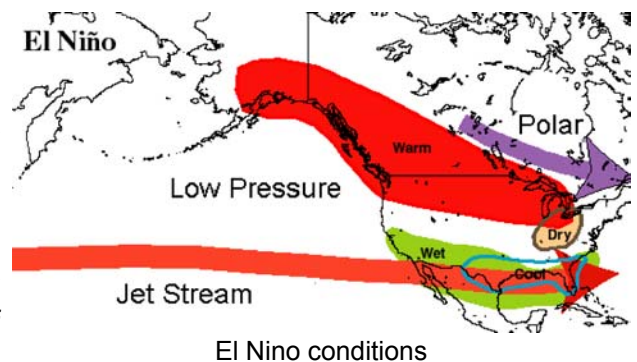 El Niño
Polar
Warm
Low Pressure
Dry
Wet
Cool
Jet Stream
El Nino conditions